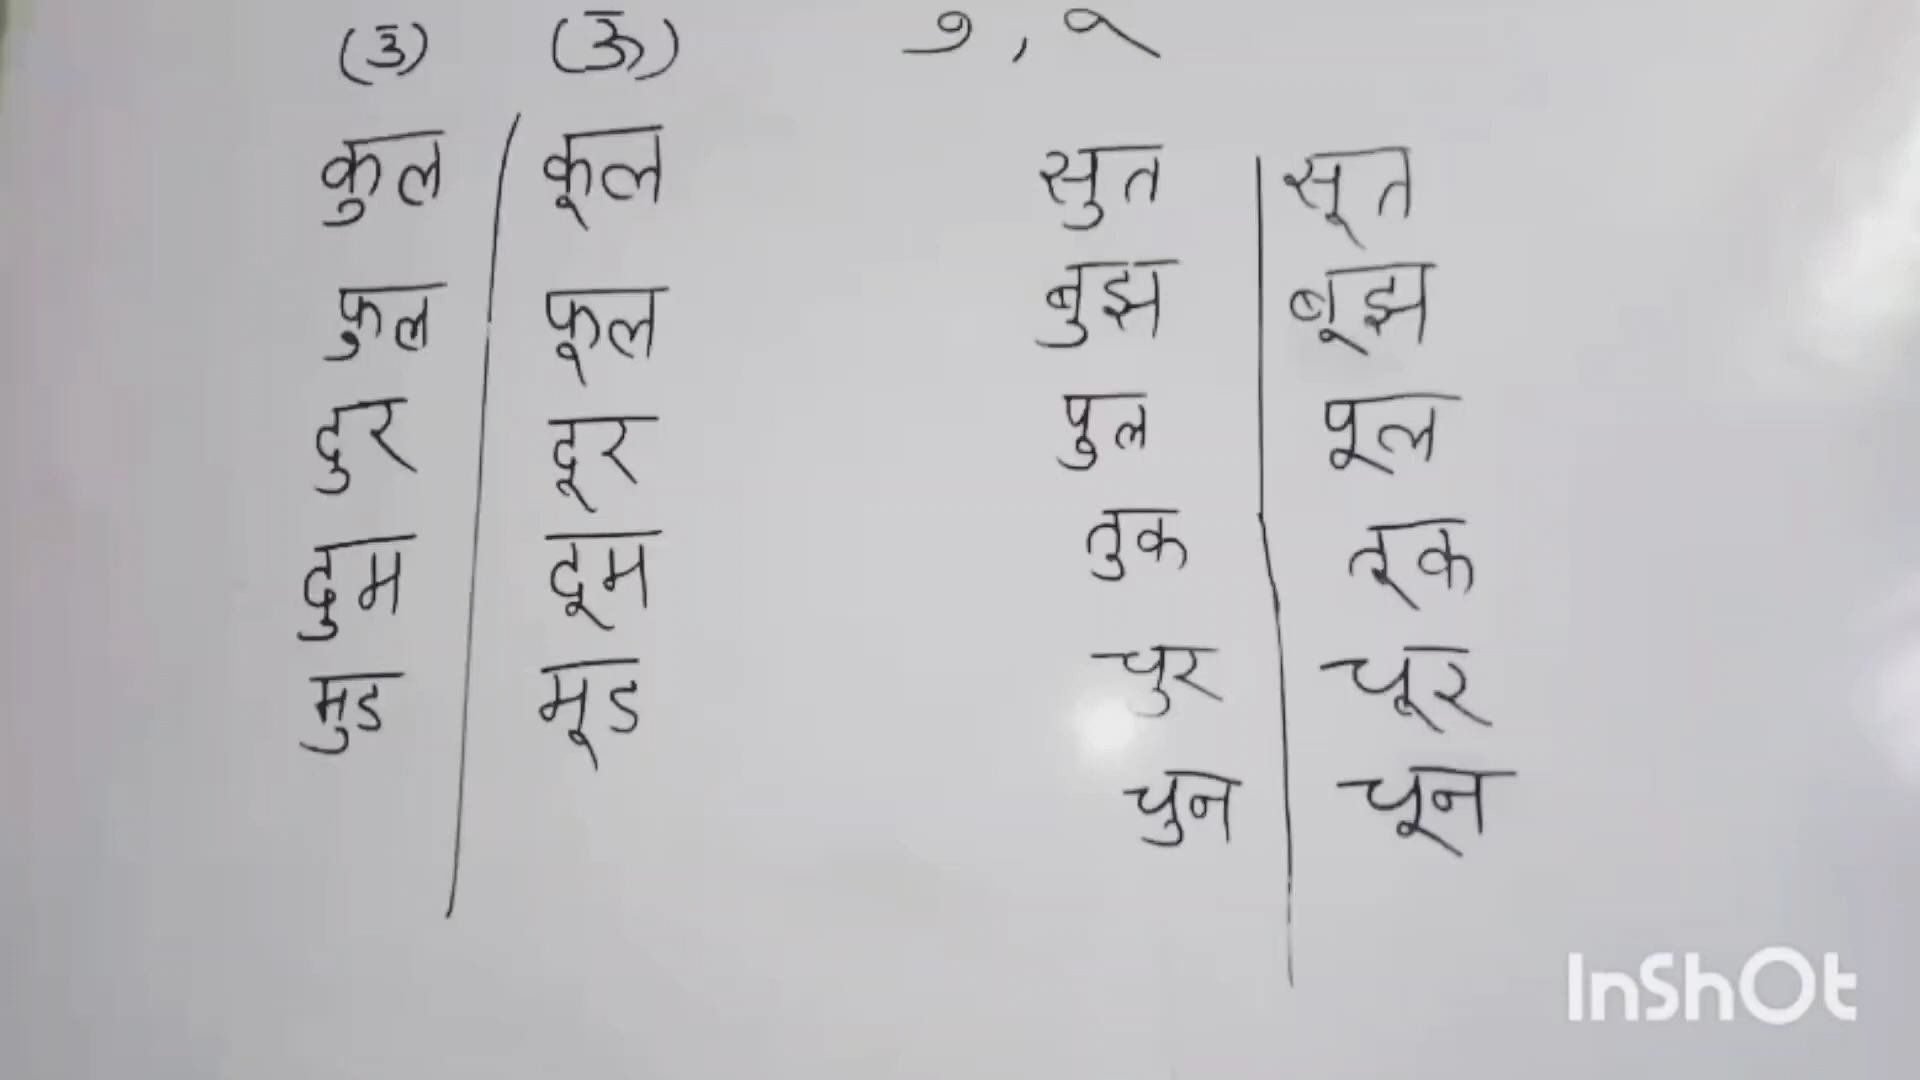 (उ) (ऊ) ु , ू
कुल कूल सुत सूत
फुल फूल बुझ बूझ
दुर दूर पुल पूल
दुम दूम तुक तूक
मुड मूड चुर चूर
चुन चून
InShOt